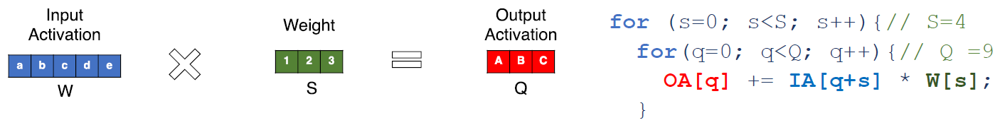 Input
Activation
a b c d e
W
Weight
1 2 3
S
Output
Activation
A B C
Q
for (s=0; s<S; s++){// S=4
for(q=0; q<Q; q++){// Q =9
OA[q] += IA[q+s] * W[s];
}